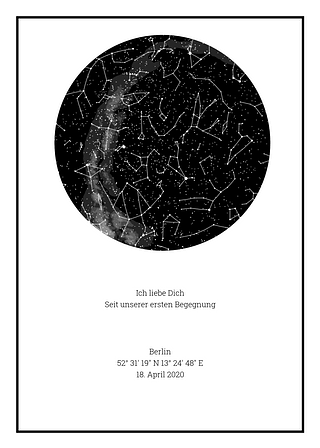 Ich liebe Dich
Seit unserer ersten Begegnung
Berlin
52° 31' 19" N 13° 24' 48" E
18. April 2020